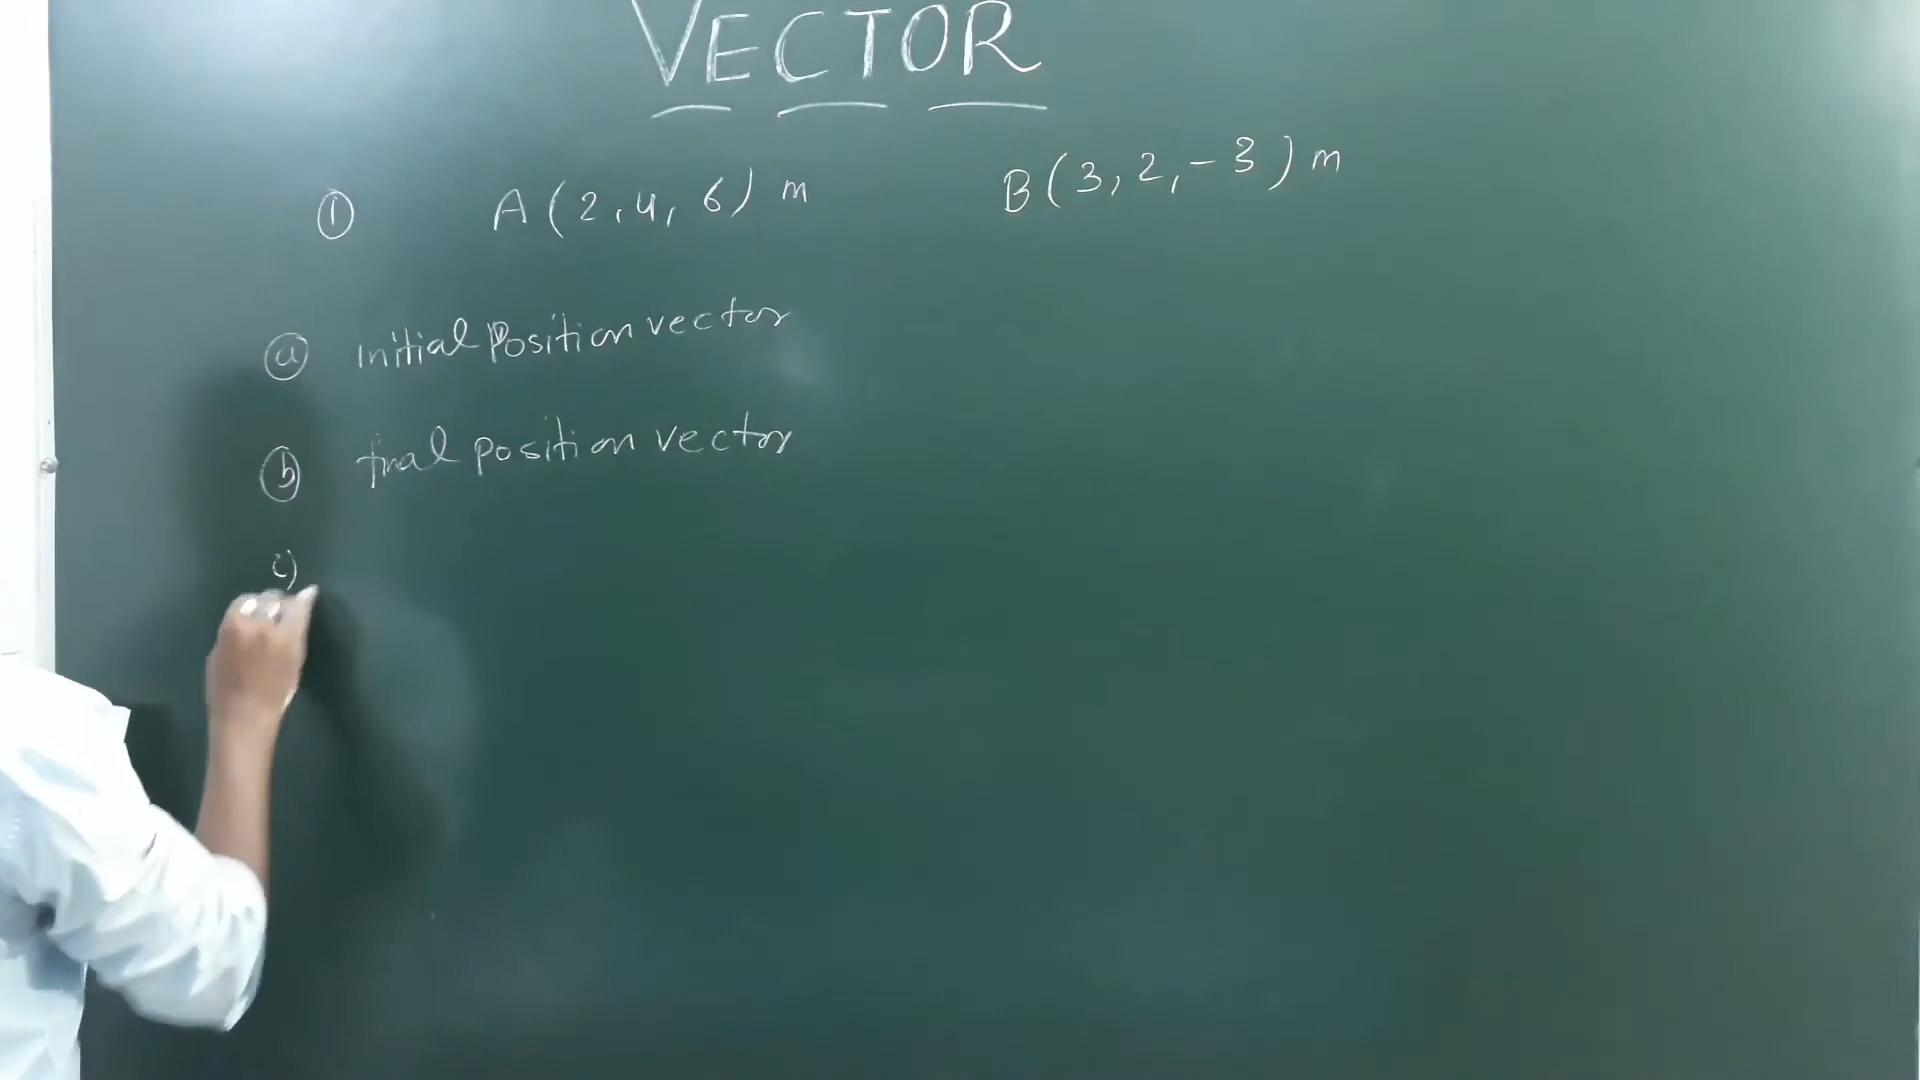 VECTOR
① A (2,4,6) m B (3,2,-3) m
ⓐ initial Position vector
ⓑ final position vector
c)